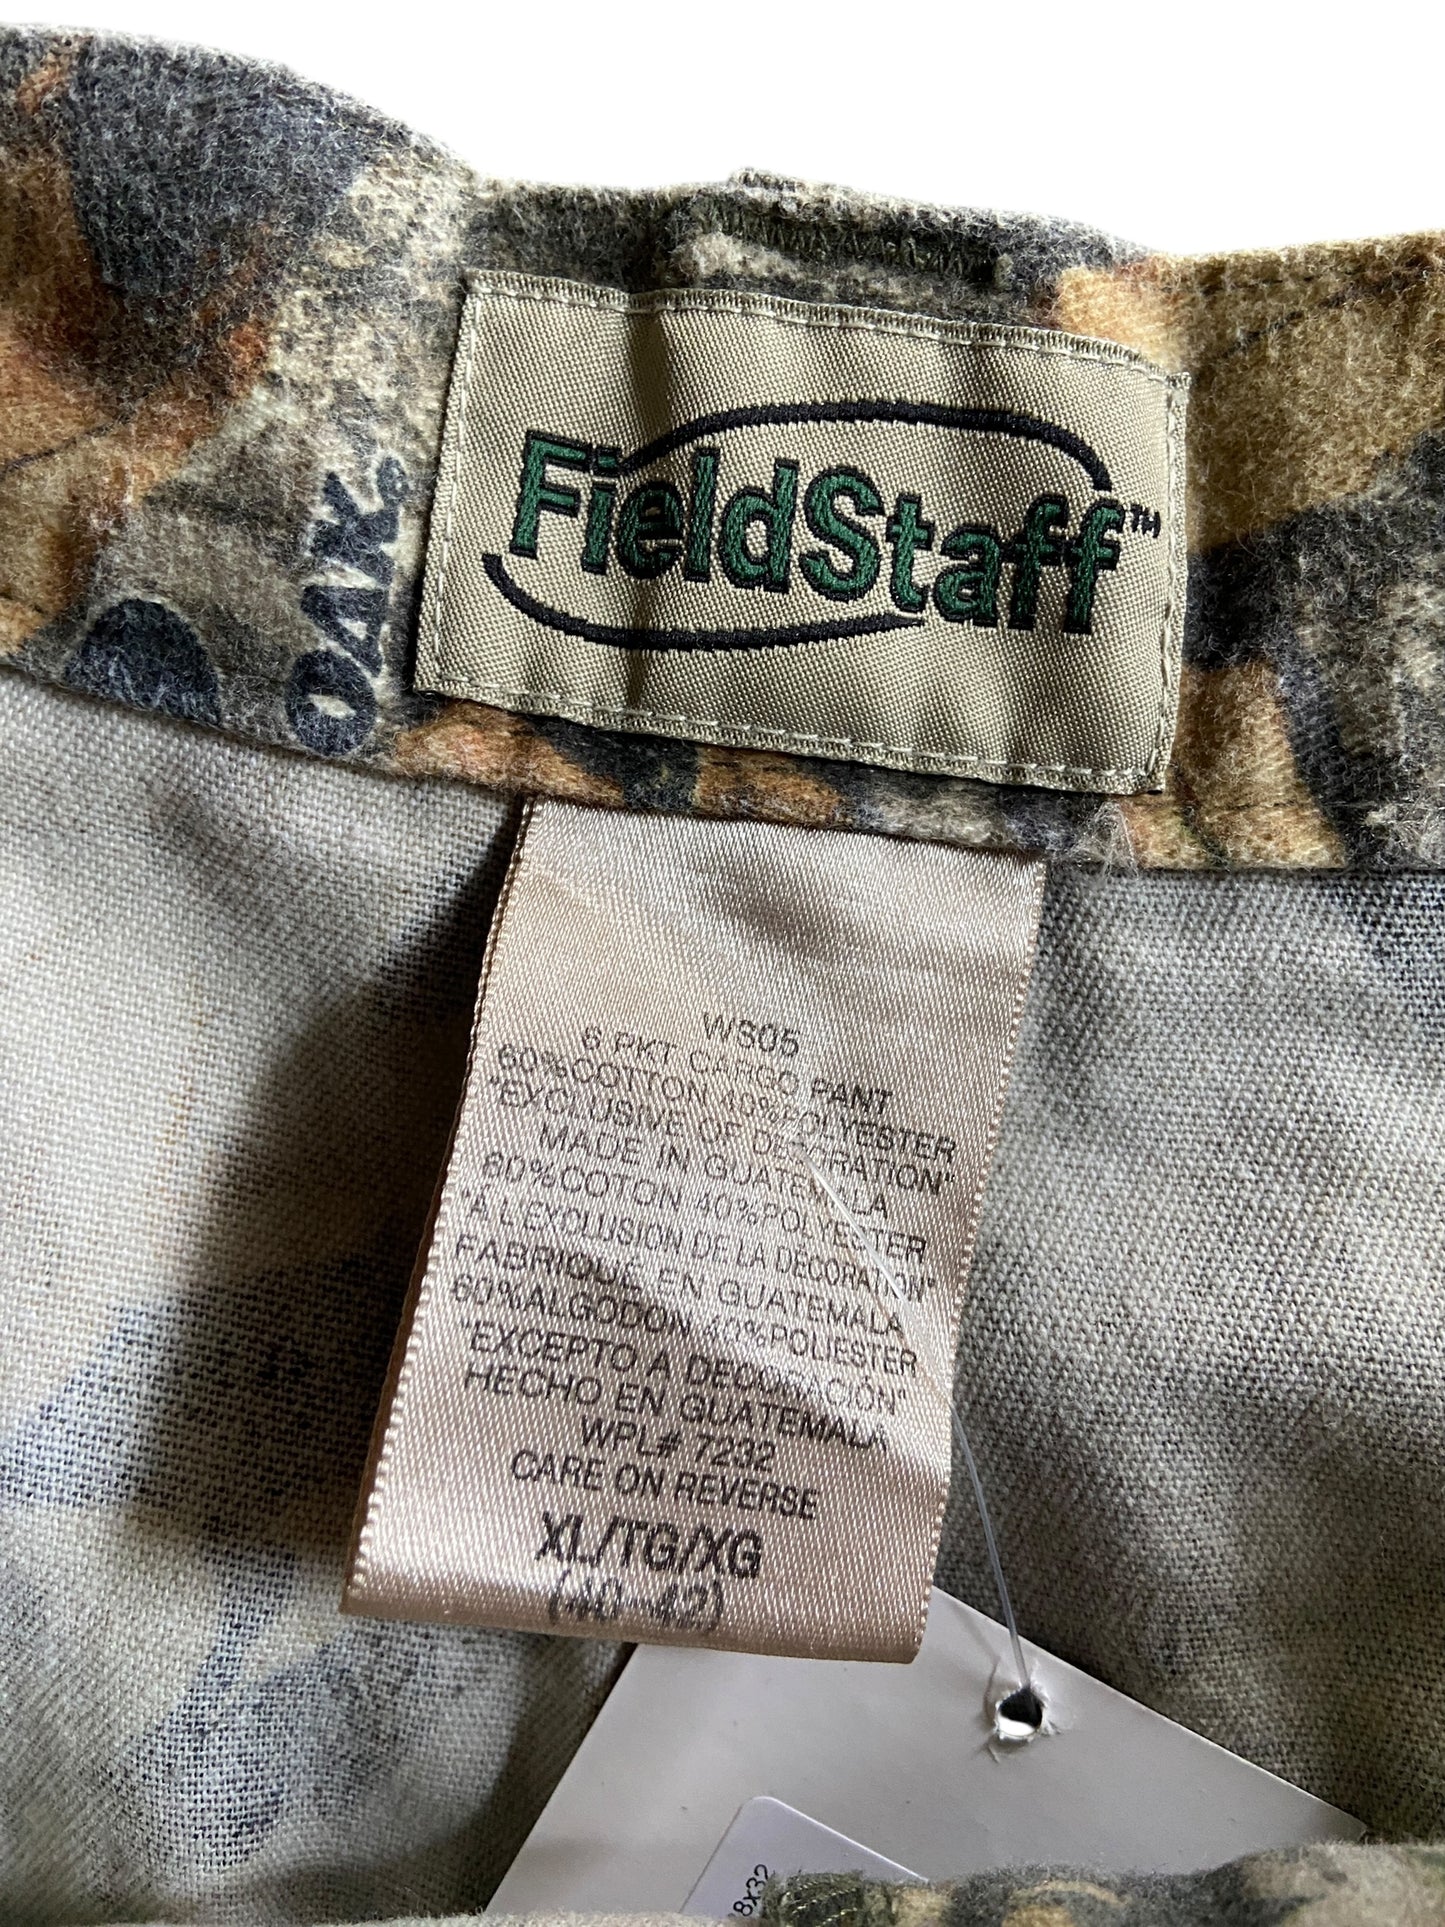 FieldStaff™
OAK
WS05
6 PKT CARGO PANT
60%COTTON 40%POLYESTER
"EXCLUSIVE OF DECORATION"
MADE IN GUATEMALA
60%COTON 40%POLYESTER
"A L'EXCLUSION DE LA DECORATION"
FABRIQUE EN GUATEMALA
60%ALGODON 40%POLIESTER
"EXCEPTO A DECORACIÓN"
HECHO EN GUATEMALA
WPL# 7232
CARE ON REVERSE
XL/TG/XG
(40-42)